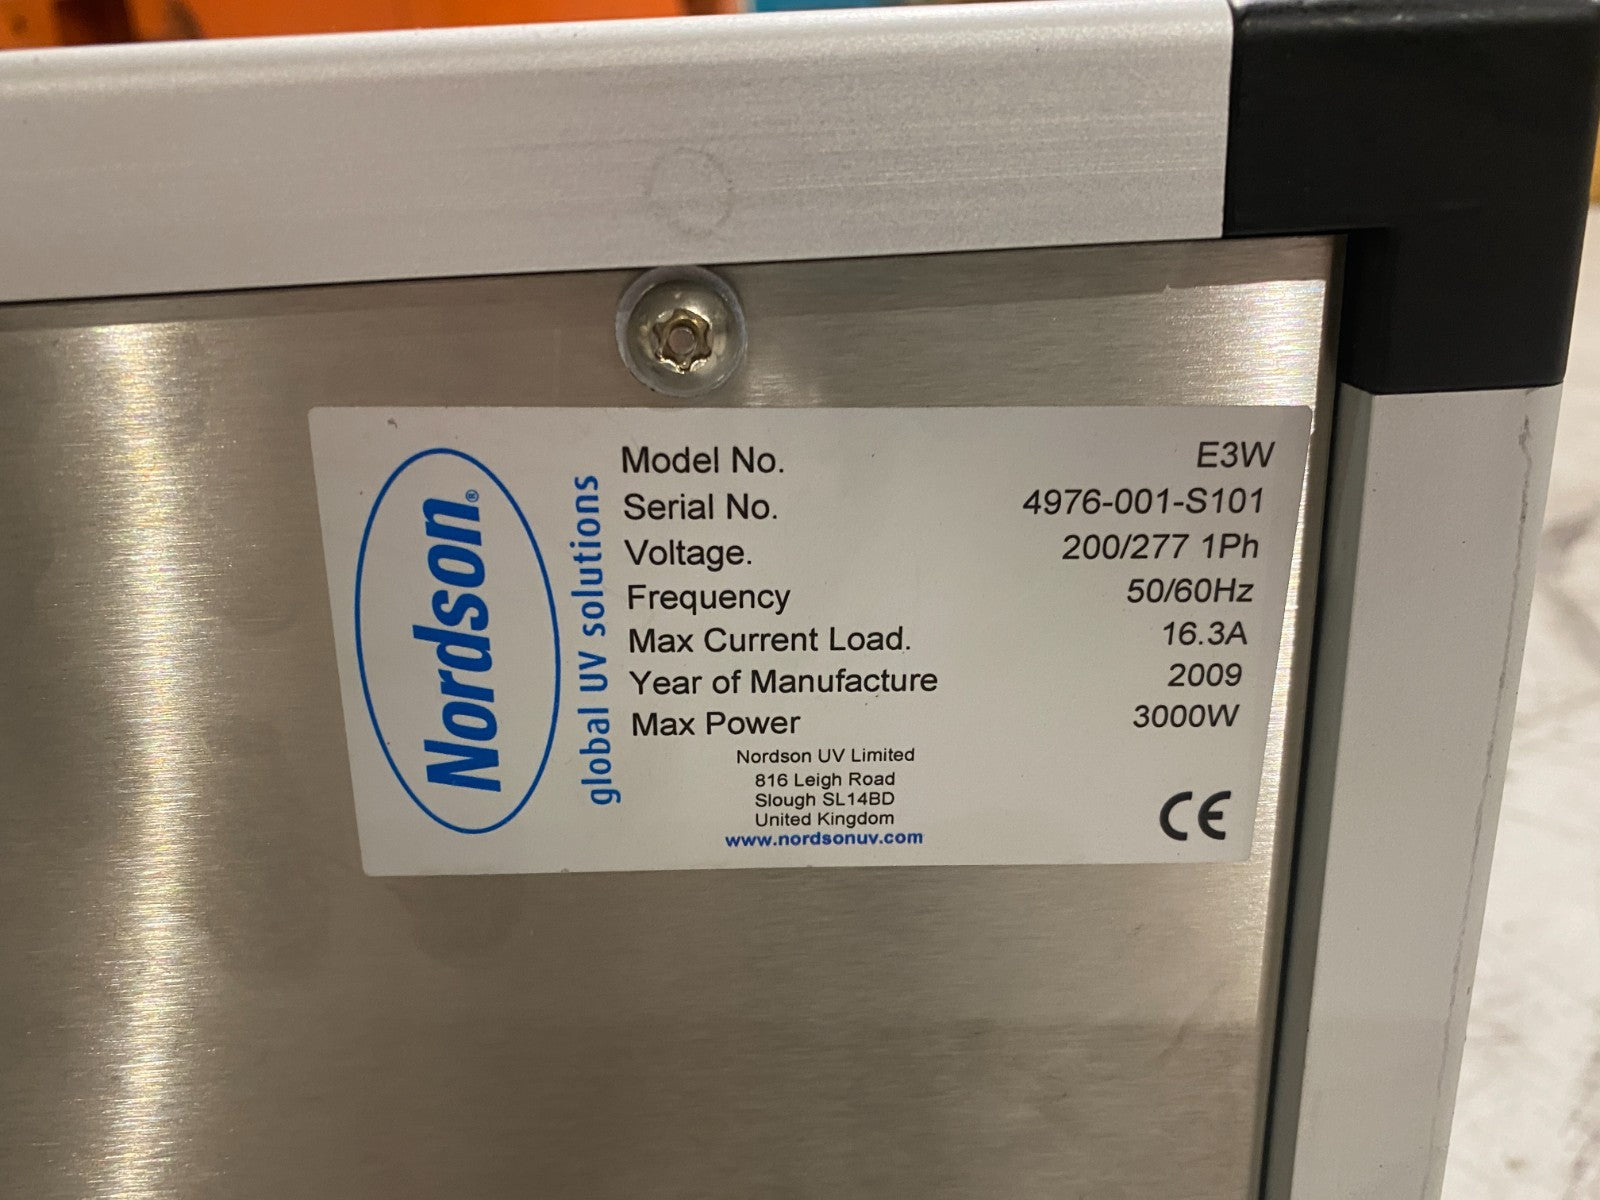 Nordson®
global UV solutions
Model No. E3W
Serial No. 4976-001-S101
Voltage. 200/277 1Ph
Frequency 50/60Hz
Max Current Load. 16.3A
Year of Manufacture 2009
Max Power 3000W
Nordson UV Limited
816 Leigh Road
Slough SL14BD
United Kingdom
www.nordsonuv.com
CE